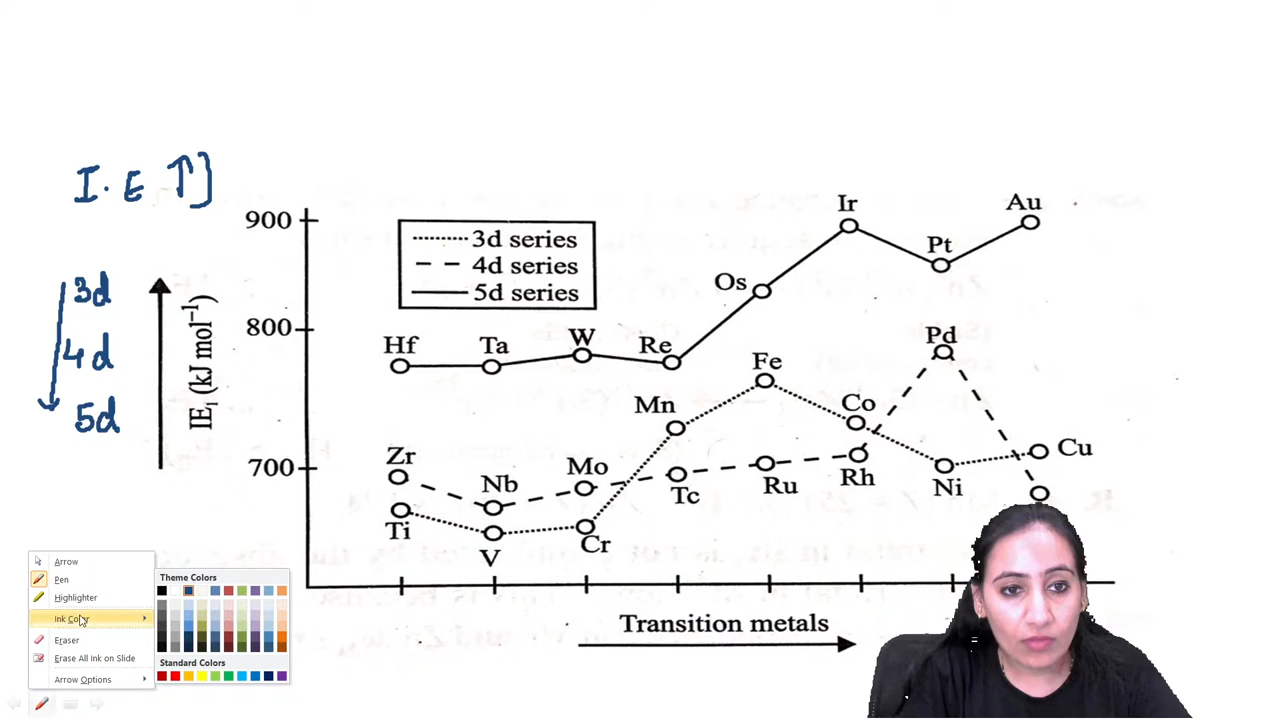 I. E ↑]
3d
4d
5d
IE₁ (kJ mol⁻¹)
900
800
700
3d series
4d series
5d series
Hf
Ta
W
Re
Os
Ir
Pt
Au
Zr
Nb
Mo
Tc
Ru
Rh
Pd
Ti
V
Cr
Mn
Fe
Co
Ni
Cu
Transition metals
Arrow
Pen
Highlighter
Ink Color
Eraser
Erase All Ink on Slide
Arrow Options
Theme Colors
Standard Colors